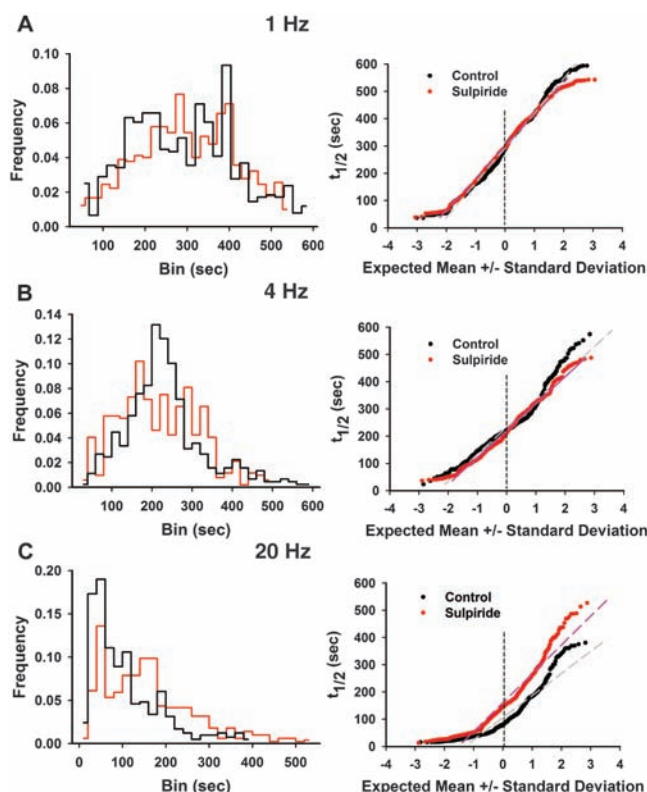 A 1 Hz
0.10
0.08
0.06
0.04
0.02
0.00
Frequency
100 200 300 400 500 600
Bin (sec)
600
500
400
300
200
100
0
t1/2 (sec)
Control
Sulpiride
-4 -3 -2 -1 0 1 2 3 4
Expected Mean +/- Standard Deviation
B 4 Hz
0.14
0.12
0.10
0.08
0.06
0.04
0.02
0.00
Frequency
100 200 300 400 500 600
Bin (sec)
600
500
400
300
200
100
0
t1/2 (sec)
Control
Sulpiride
-4 -3 -2 -1 0 1 2 3 4
Expected Mean +/- Standard Deviation
C 20 Hz
0.20
0.15
0.10
0.05
0.00
Frequency
0 100 200 300 400 500
Bin (sec)
600
500
400
300
200
100
0
t1/2 (sec)
Control
Sulpiride
-4 -3 -2 -1 0 1 2 3 4
Expected Mean +/- Standard Deviation